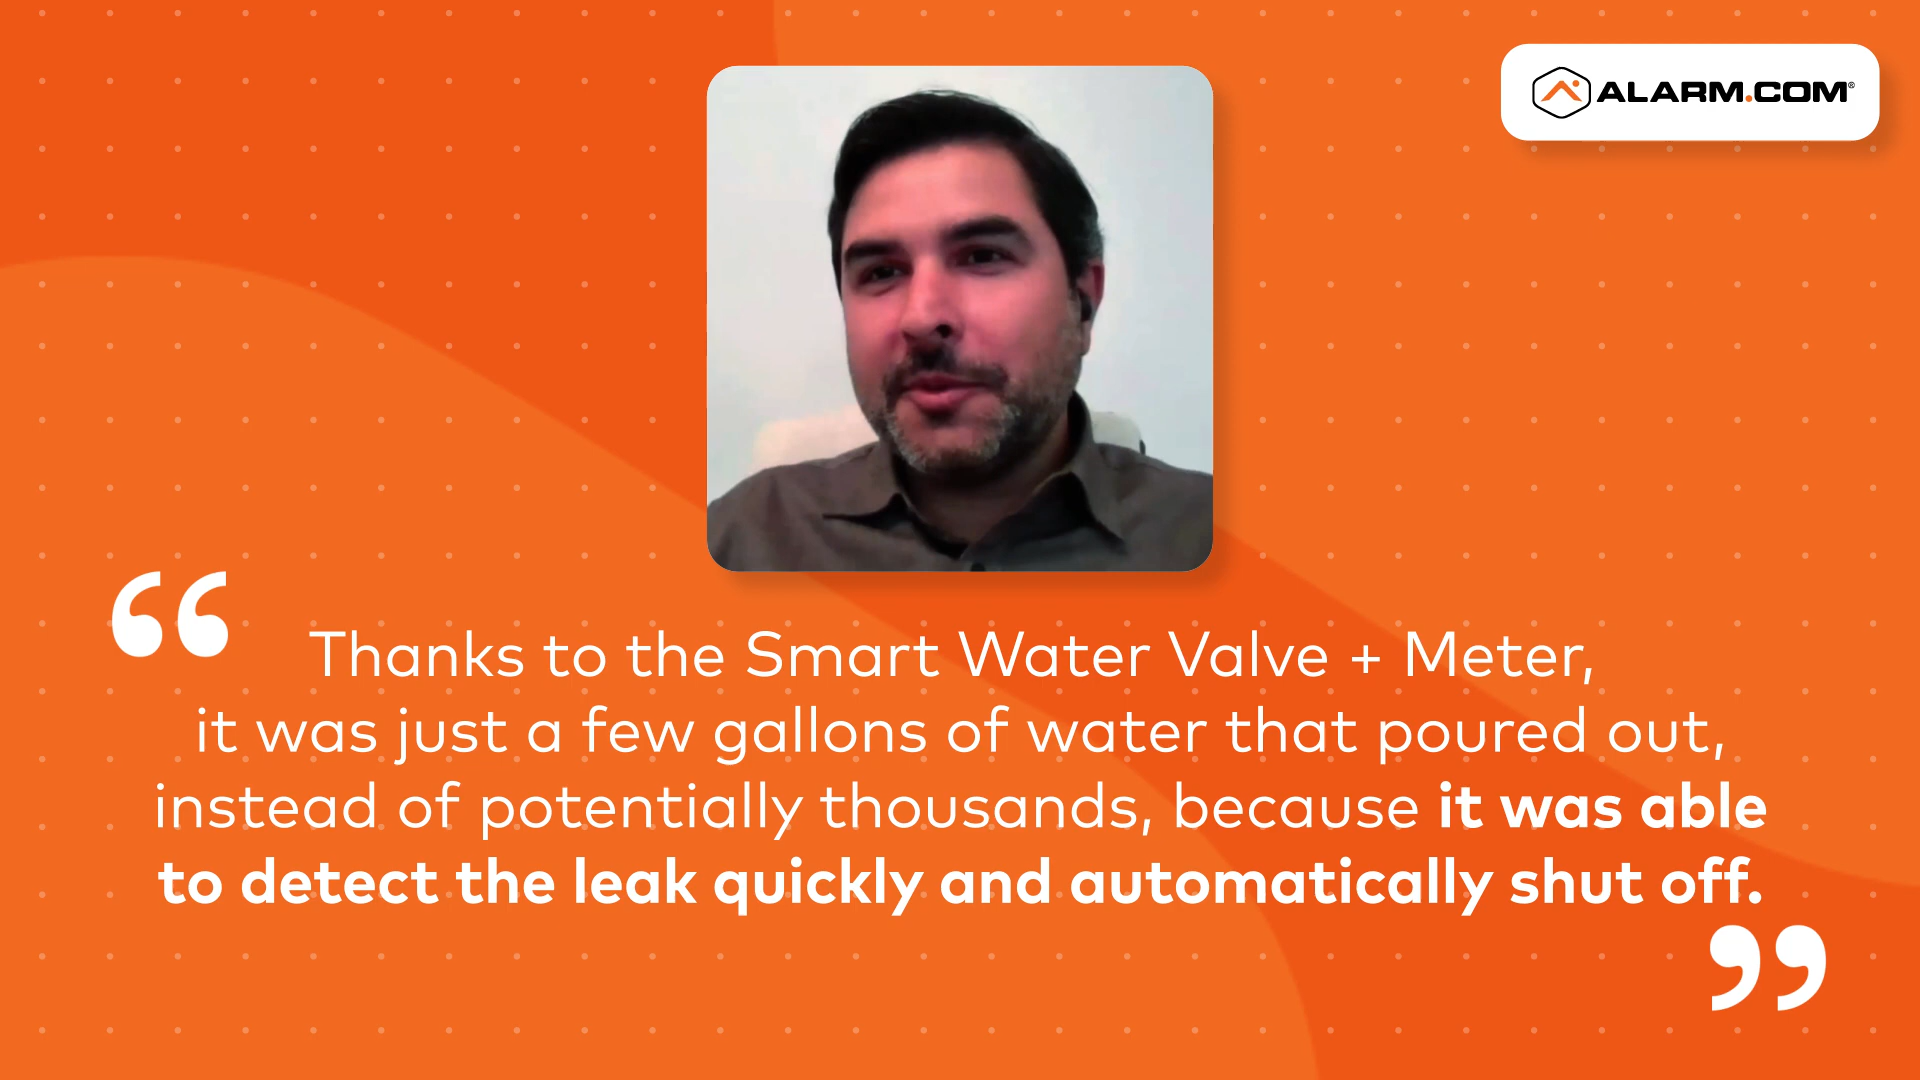 ALARM.COM®
“
Thanks to the Smart Water Valve + Meter,
it was just a few gallons of water that poured out,
instead of potentially thousands, because it was able
to detect the leak quickly and automatically shut off.
”